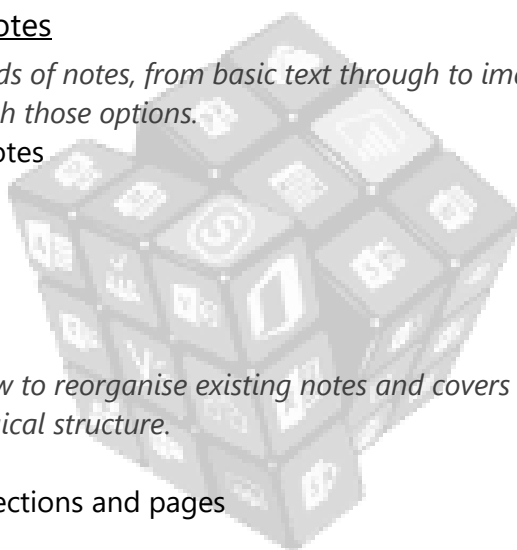 otes
ds of notes, from basic text through to ima
h those options.
otes
w to reorganise existing notes and covers
ical structure.
ections and pages